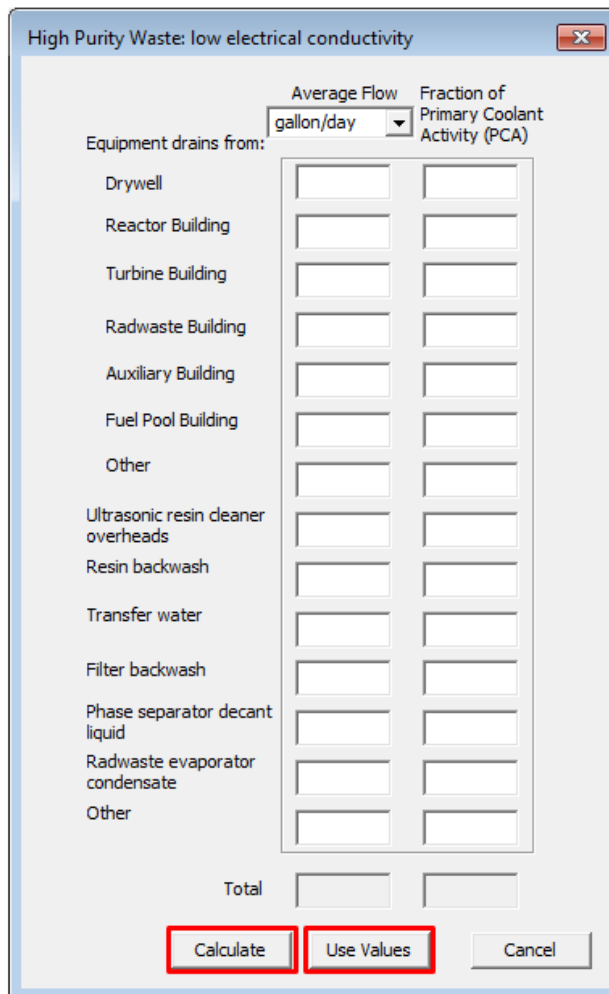 High Purity Waste: low electrical conductivity
Average Flow
Fraction of
Primary Coolant
Activity (PCA)
gallon/day
Equipment drains from:
Drywell
Reactor Building
Turbine Building
Radwaste Building
Auxiliary Building
Fuel Pool Building
Other
Ultrasonic resin cleaner
overheads
Resin backwash
Transfer water
Filter backwash
Phase separator decant
liquid
Radwaste evaporator
condensate
Other
Total
Calculate
Use Values
Cancel